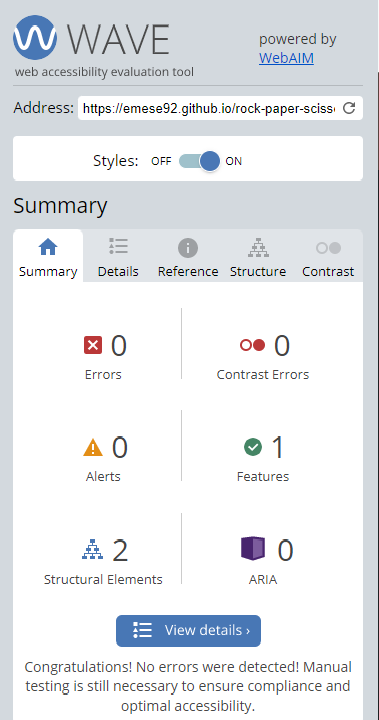 WAVE
web accessibility evaluation tool
powered by
WebAIM
Address: https://emese92.github.io/rock-paper-scisso
Styles: OFF ON
Summary
Summary Details Reference Structure Contrast
0 0
Errors Contrast Errors
0 1
Alerts Features
2 0
Structural Elements ARIA
View details ›
Congratulations! No errors were detected! Manual
testing is still necessary to ensure compliance and
optimal accessibility.